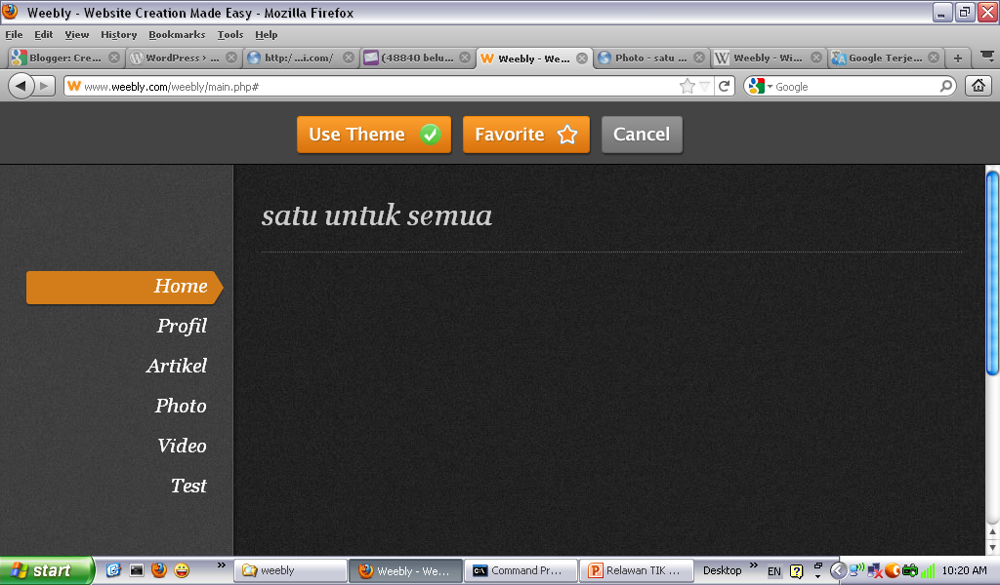 Weebly - Website Creation Made Easy - Mozilla Firefox
File Edit View History Bookmarks Tools Help
Blogger: Cre... WordPress › ... http:/ ...i.com/ (48840 belu... Weebly - We... Photo - satu ... Weebly - Wi... Google Terje...
www.weebly.com/weebly/main.php# Google
Use Theme Favorite Cancel
satu untuk semua
Home
Profil
Artikel
Photo
Video
Test
start weebly Weebly - We... Command Pr... Relawan TIK ... Desktop EN 10:20 AM